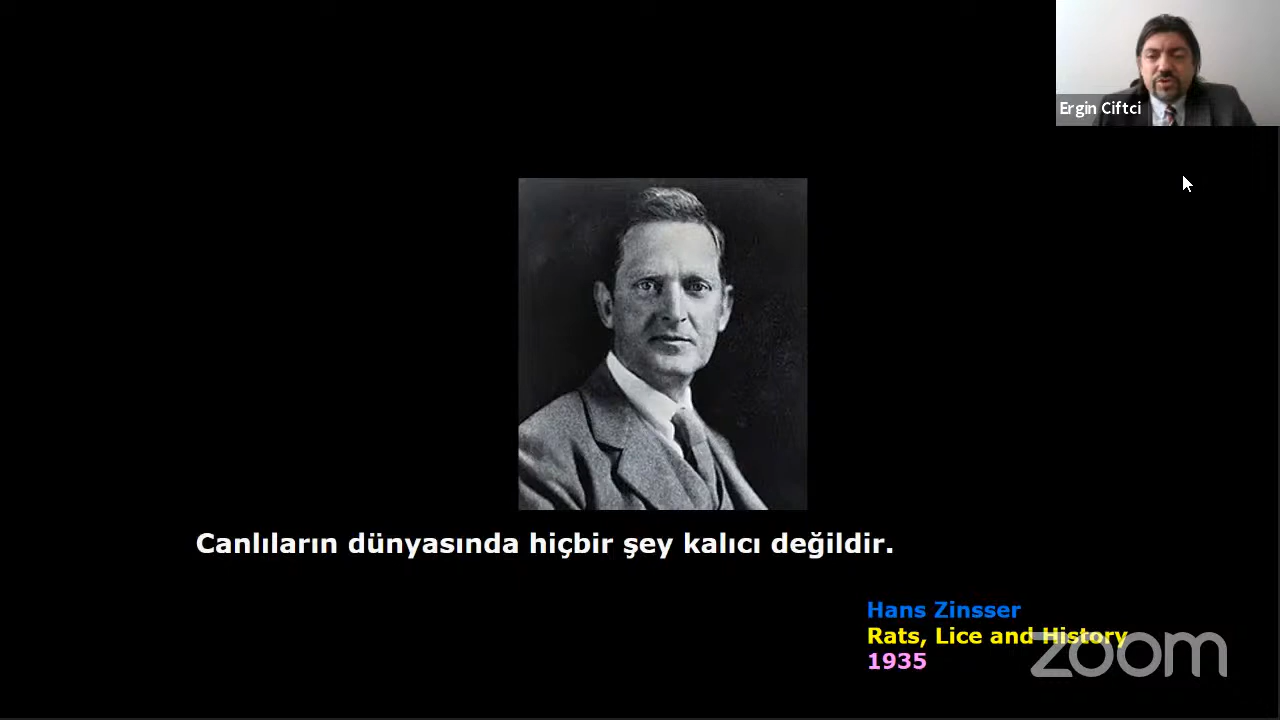 Ergin Ciftci
Canlıların dünyasında hiçbir şey kalıcı değildir.
Hans Zinsser
Rats, Lice and History
1935
zoom